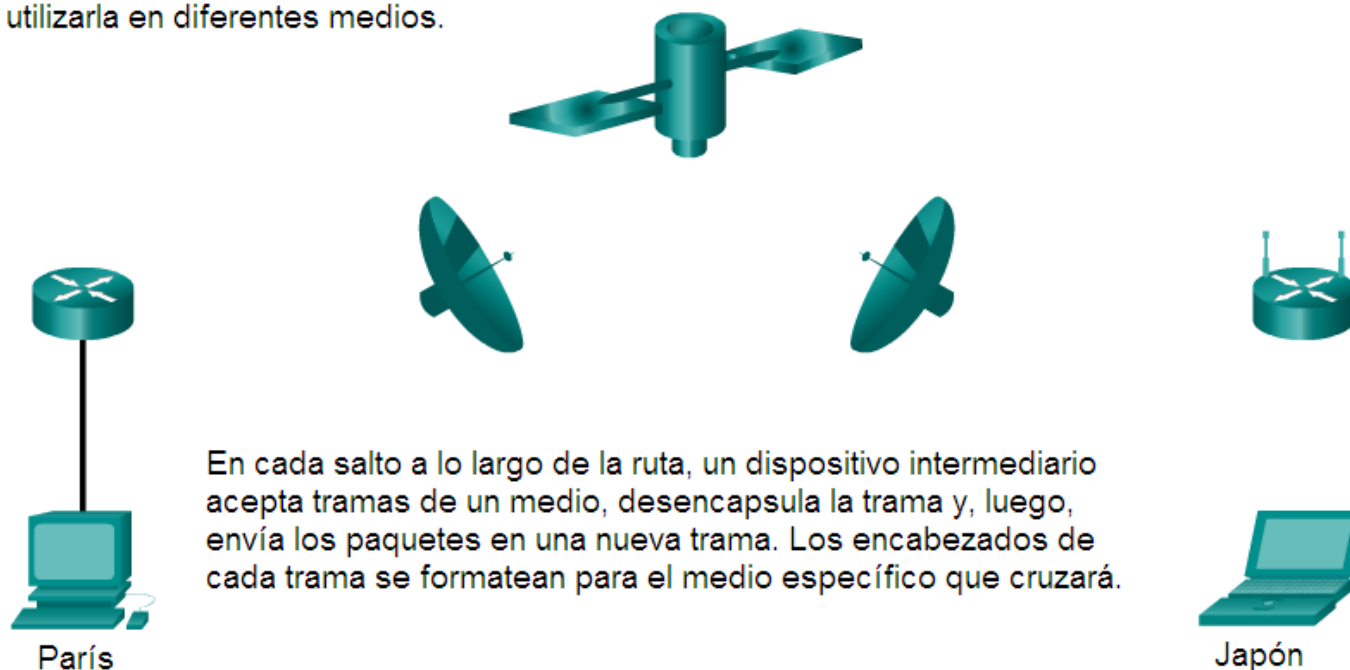 utilizarla en diferentes medios.
En cada salto a lo largo de la ruta, un dispositivo intermediario
acepta tramas de un medio, desencapsula la trama y, luego,
envía los paquetes en una nueva trama. Los encabezados de
cada trama se formatean para el medio específico que cruzará.
París
Japón